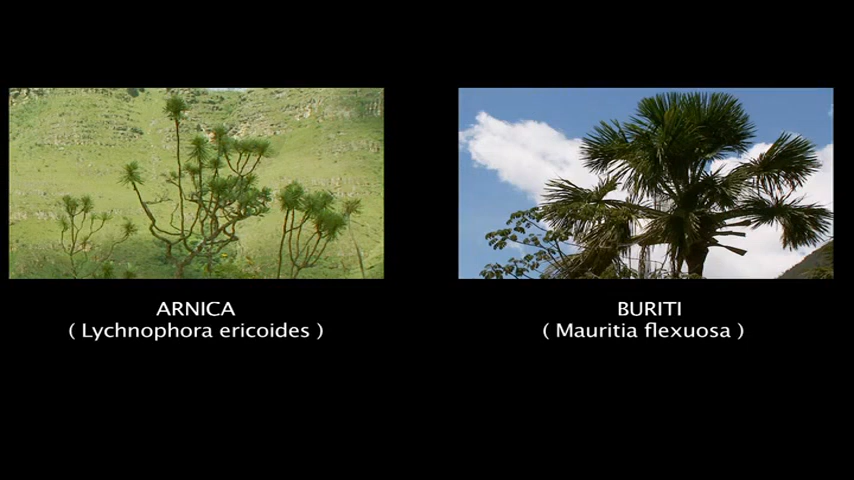 ARNICA
( Lychnophora ericoides )
BURITI
( Mauritia flexuosa )